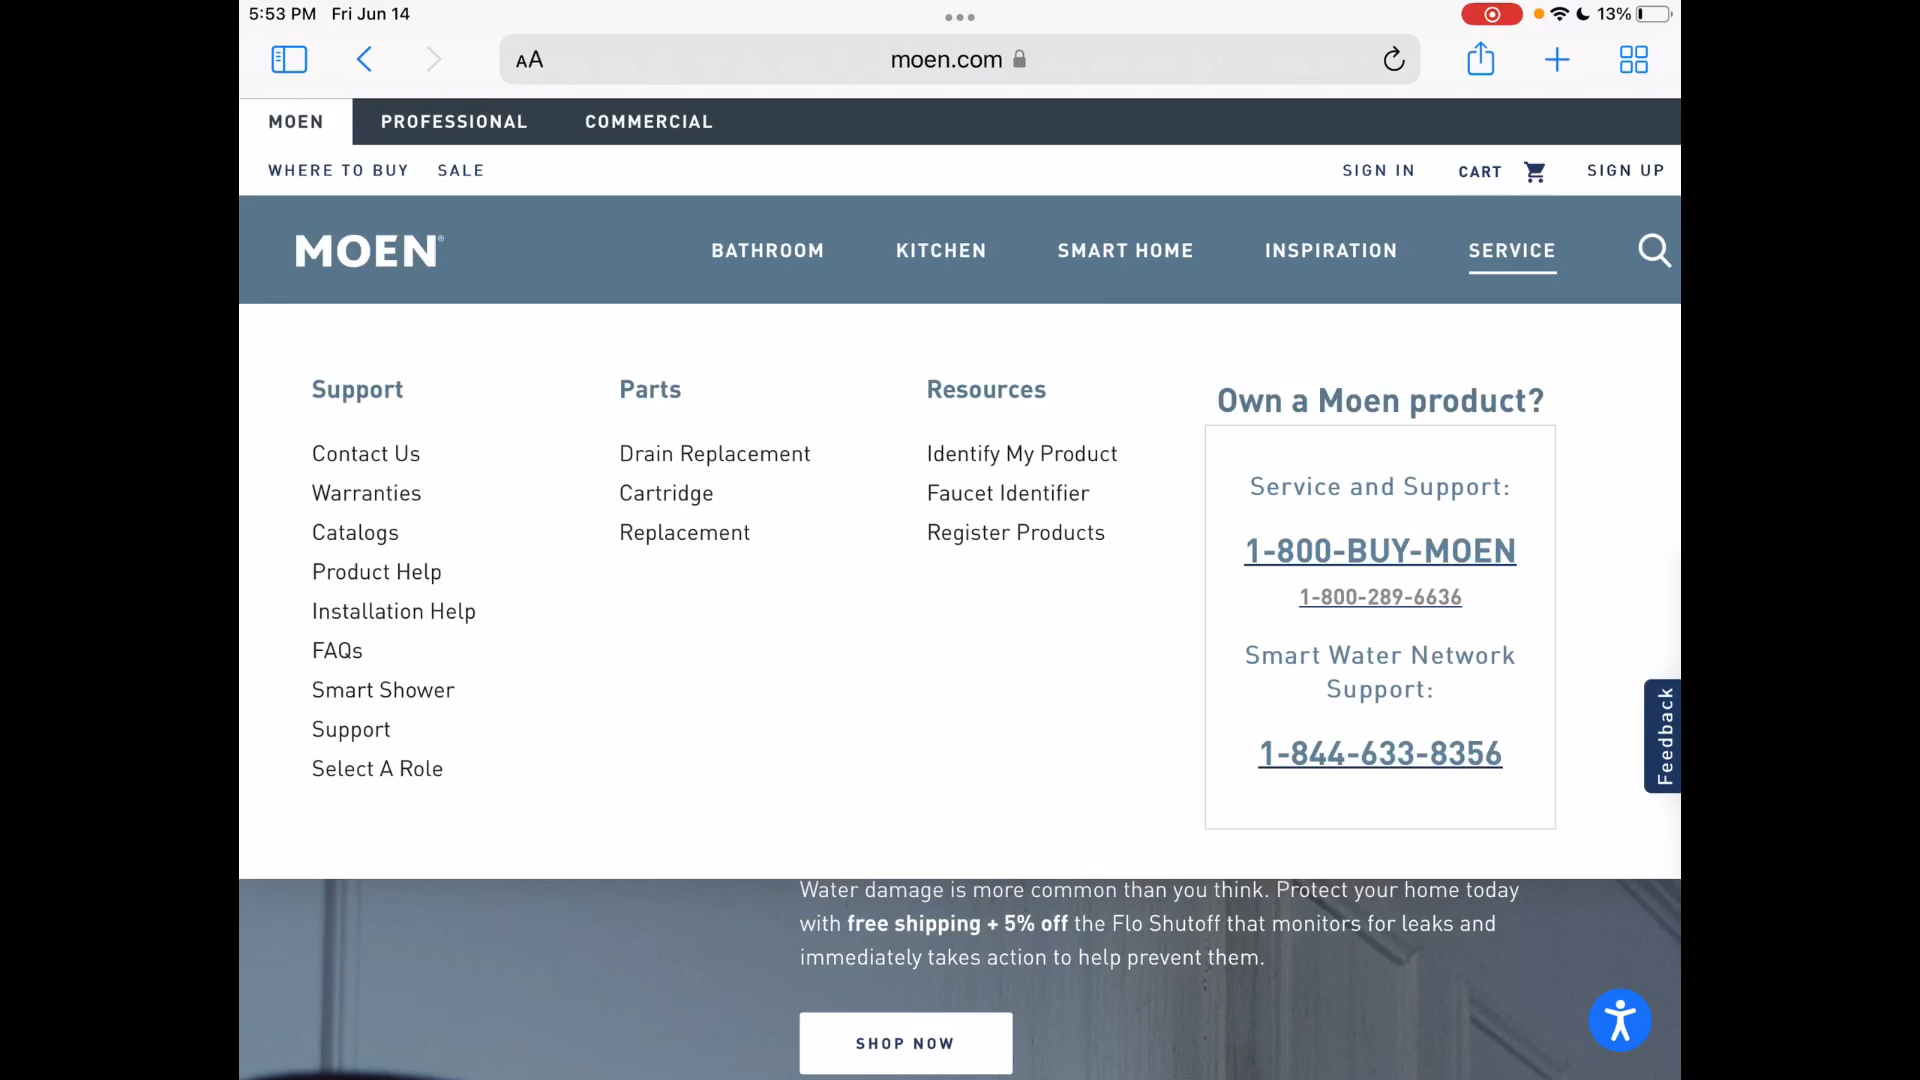 5:53 PM Fri Jun 14
13%
AA
moen.com
MOEN PROFESSIONAL COMMERCIAL
WHERE TO BUY SALE SIGN IN CART SIGN UP
MOEN® BATHROOM KITCHEN SMART HOME INSPIRATION SERVICE
Support
Contact Us
Warranties
Catalogs
Product Help
Installation Help
FAQs
Smart Shower
Support
Select A Role
Parts
Drain Replacement
Cartridge
Replacement
Resources
Identify My Product
Faucet Identifier
Register Products
Own a Moen product?
Service and Support:
1-800-BUY-MOEN
1-800-289-6636
Smart Water Network
Support:
1-844-633-8356
Feedback
Water damage is more common than you think. Protect your home today
with free shipping + 5% off the Flo Shutoff that monitors for leaks and
immediately takes action to help prevent them.
SHOP NOW